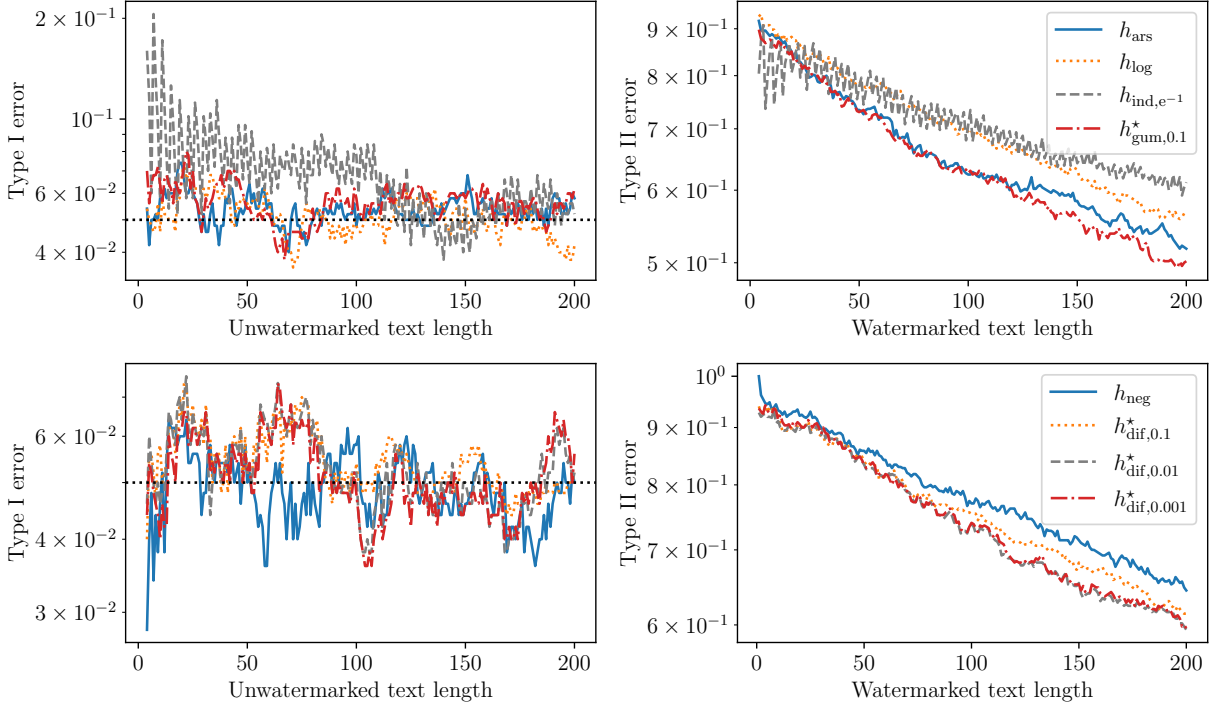 2 × 10⁻¹
10⁻¹
6 × 10⁻²
4 × 10⁻²
Type I error
0 50 100 150 200
Unwatermarked text length
9 × 10⁻¹
8 × 10⁻¹
7 × 10⁻¹
6 × 10⁻¹
5 × 10⁻¹
Type II error
0 50 100 150 200
Watermarked text length
h_ars
h_log
h_ind,e⁻¹
h*_gum,0.1
6 × 10⁻²
4 × 10⁻²
3 × 10⁻²
Type I error
0 50 100 150 200
Unwatermarked text length
10⁰
9 × 10⁻¹
8 × 10⁻¹
7 × 10⁻¹
6 × 10⁻¹
Type II error
0 50 100 150 200
Watermarked text length
h_neg
h*_dif,0.1
h*_dif,0.01
h*_dif,0.001